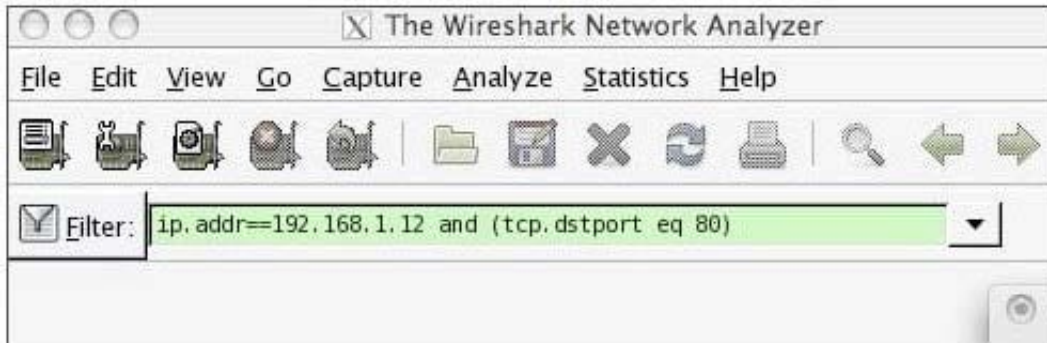 The Wireshark Network Analyzer
File Edit View Go Capture Analyze Statistics Help
Filter: ip.addr==192.168.1.12 and (tcp.dstport eq 80)